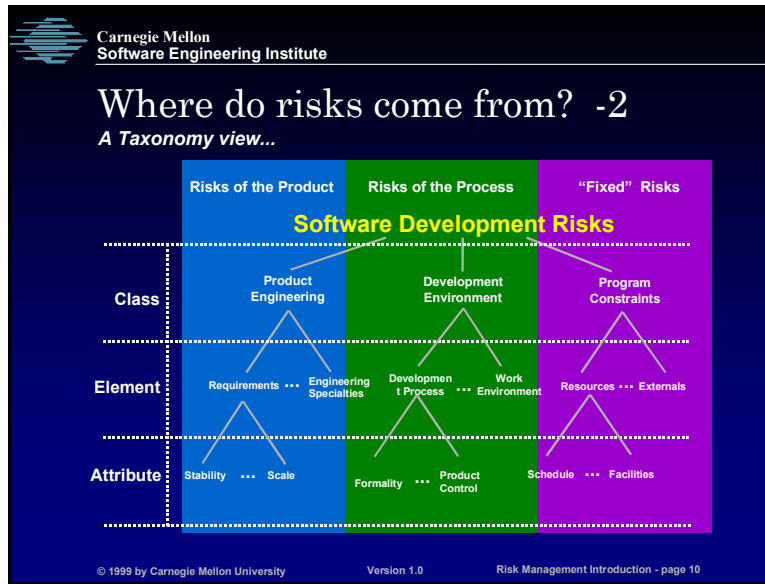 Carnegie Mellon
Software Engineering Institute
Where do risks come from? -2
A Taxonomy view...
Risks of the Product
Risks of the Process
“Fixed” Risks
Software Development Risks
Class
Product
Engineering
Development
Environment
Program
Constraints
Element
Requirements ... Engineering
Specialties
Developmen
t Process
... Work
Environment
Resources ... Externals
Attribute
Stability ... Scale
Formality ... Product
Control
Schedule ... Facilities
© 1999 by Carnegie Mellon University
Version 1.0
Risk Management Introduction - page 10